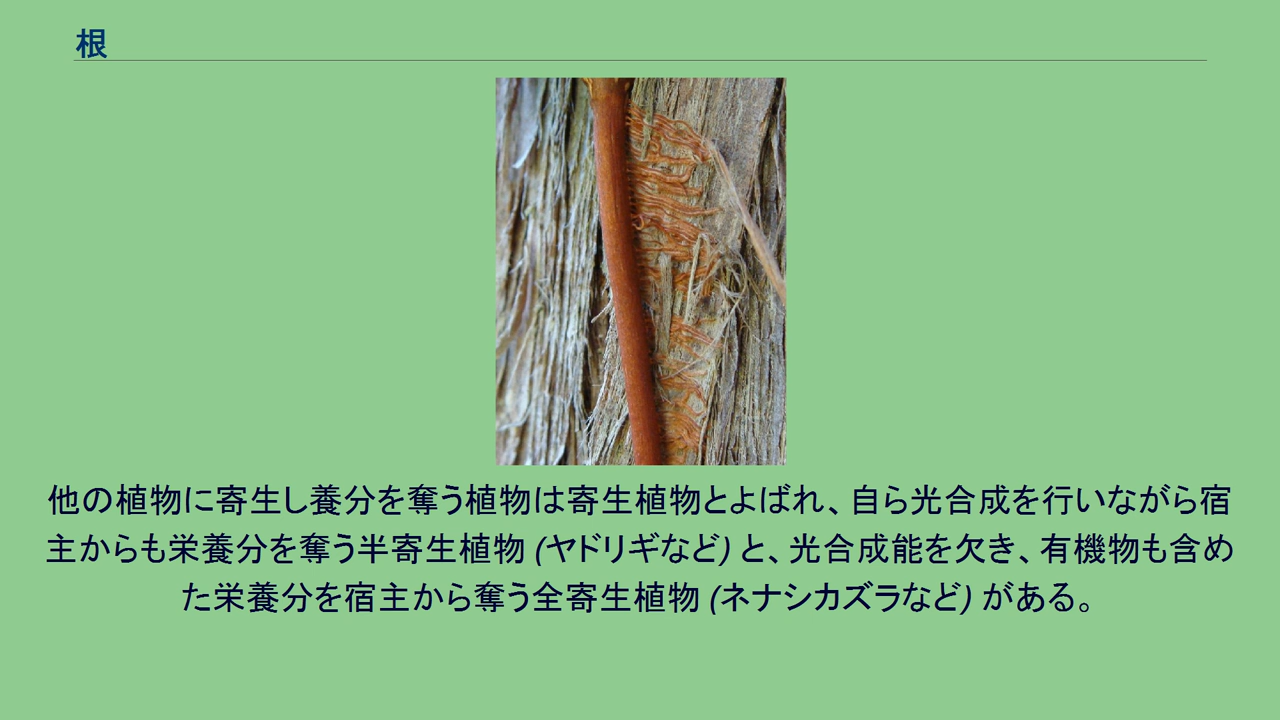 根
他の植物に寄生し養分を奪う植物は寄生植物とよばれ、自ら光合成を行いながら宿
主からも栄養分を奪う半寄生植物 (ヤドリギなど) と、光合成能を欠き、有機物も含め
た栄養分を宿主から奪う全寄生植物 (ネナシカズラなど) がある。